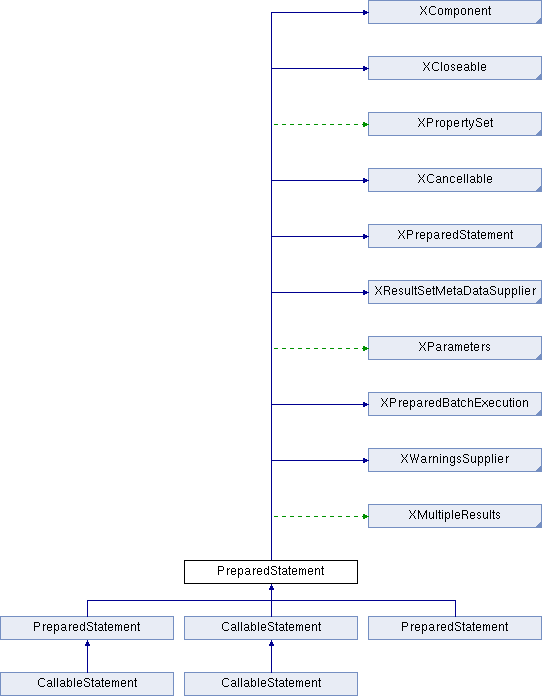 XComponent
XCloseable
XPropertySet
XCancellable
XPreparedStatement
XResultSetMetaDataSupplier
XParameters
XPreparedBatchExecution
XWarningsSupplier
XMultipleResults
PreparedStatement
PreparedStatement CallableStatement PreparedStatement
CallableStatement CallableStatement